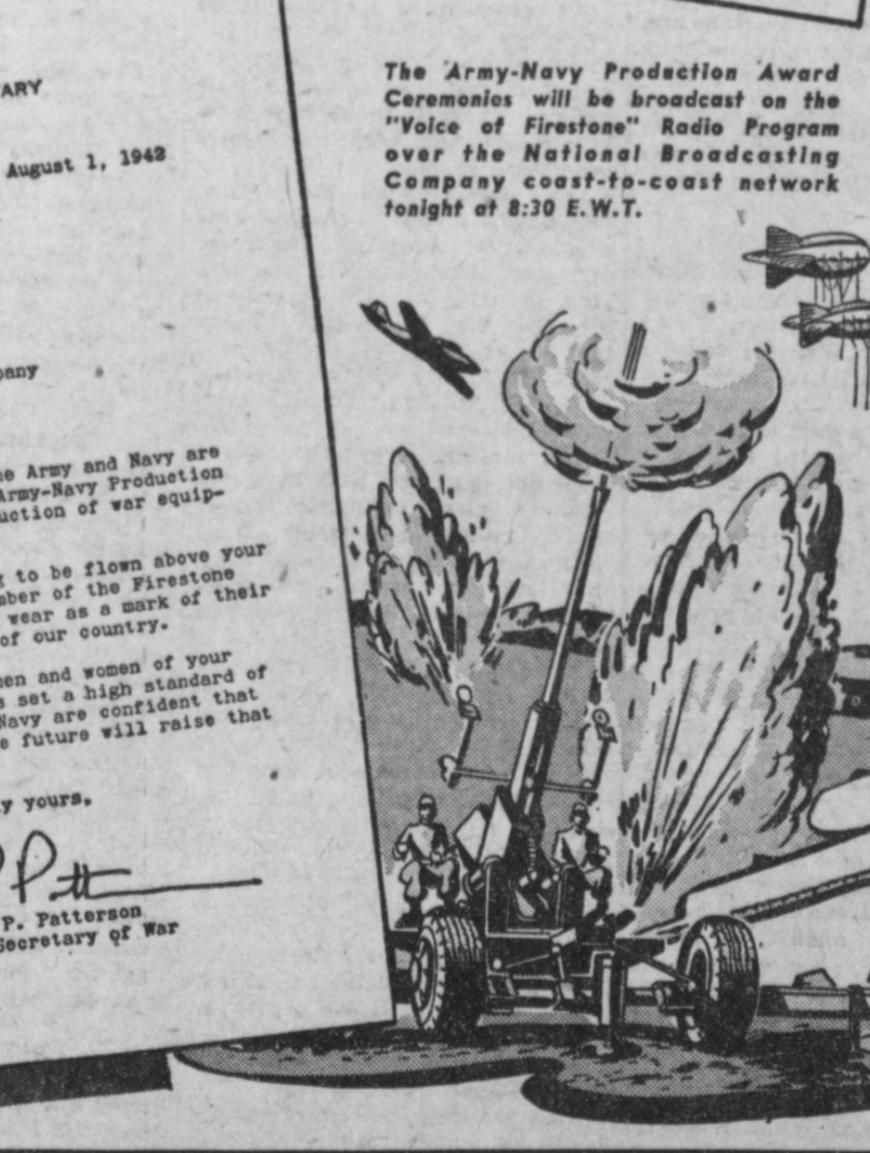 ARY
August 1, 1942
pany
he Army and Navy are
Army-Navy Production
uction of war equip-
g to be flown above your
mber of the Firestone
wear as a mark of their
of our country.
men and women of your
s set a high standard of
Navy are confident that
e future will raise that
y yours,
P. Patterson
Secretary of War
The Army-Navy Production Award
Ceremonies will be broadcast on the
"Voice of Firestone" Radio Program
over the National Broadcasting
Company coast-to-coast network
tonight at 8:30 E.W.T.